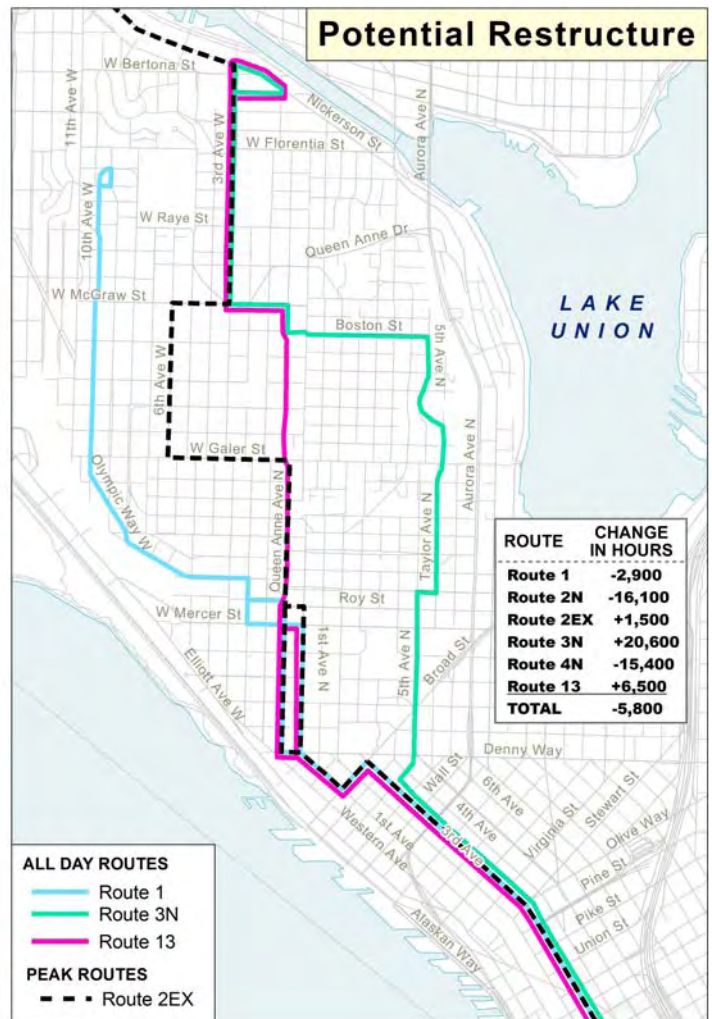 Potential Restructure
W Bertona St
11th Ave W
3rd Ave W
Nickerson St
Aurora Ave N
W Florentia St
10th Ave W
W Raye St
Queen Anne Dr
W McGraw St
LAKE
UNION
Boston St
5th Ave N
6th Ave W
W Galer St
Aurora Ave N
Olympic Way W
Queen Anne Ave N
Taylor Ave N
ROUTE CHANGE IN HOURS
Route 1 -2,900
Route 2N -16,100
Route 2EX +1,500
Route 3N +20,600
Route 4N -15,400
Route 13 +6,500
TOTAL -5,800
Roy St
W Mercer St
1st Ave N
Broad St
Elliott Ave W
5th Ave N
Denny Way
Wall St
6th Ave
4th Ave
3rd Ave
Virginia St
Stewart St
Olive Way
1st Ave
Western Ave
Pine St
Pike St
Union St
Alaskan Way
ALL DAY ROUTES
Route 1
Route 3N
Route 13
PEAK ROUTES
Route 2EX